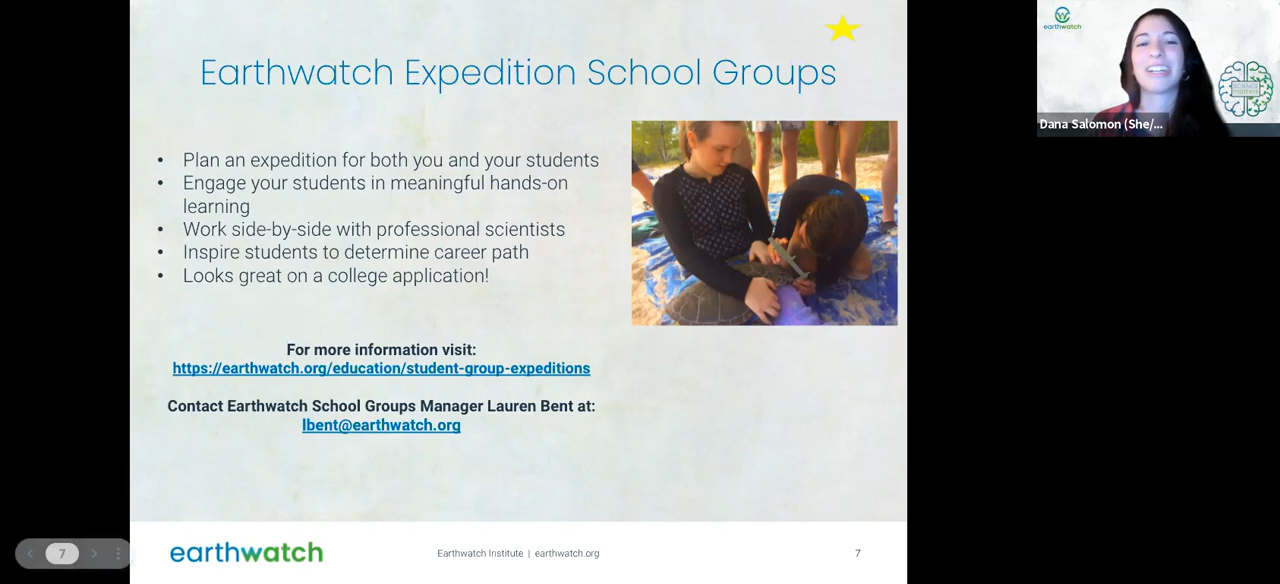 Earthwatch Expedition School Groups
• Plan an expedition for both you and your students
• Engage your students in meaningful hands-on
learning
• Work side-by-side with professional scientists
• Inspire students to determine career path
• Looks great on a college application!
For more information visit:
https://earthwatch.org/education/student-group-expeditions
Contact Earthwatch School Groups Manager Lauren Bent at:
lbent@earthwatch.org
earthwatch
Earthwatch Institute | earthwatch.org
7
7
earthwatch
SCIENCE
matters
Dana Salomon (She/...